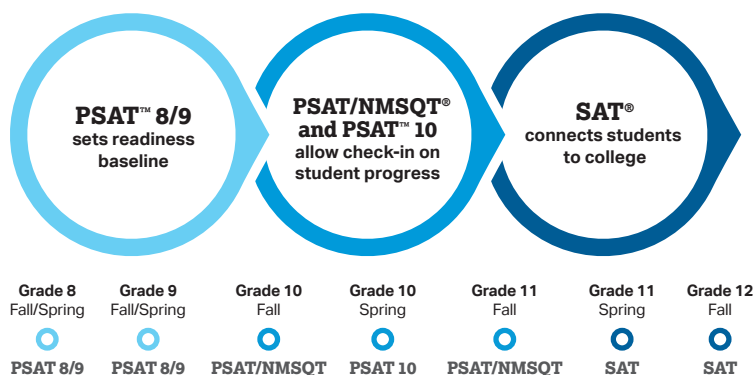 PSAT™ 8/9
sets readiness
baseline
PSAT/NMSQT®
and PSAT™ 10
allow check-in on
student progress
SAT®
connects students
to college
Grade 8
Fall/Spring
PSAT 8/9
Grade 9
Fall/Spring
PSAT 8/9
Grade 10
Fall
PSAT/NMSQT
Grade 10
Spring
PSAT 10
Grade 11
Fall
PSAT/NMSQT
Grade 11
Spring
SAT
Grade 12
Fall
SAT